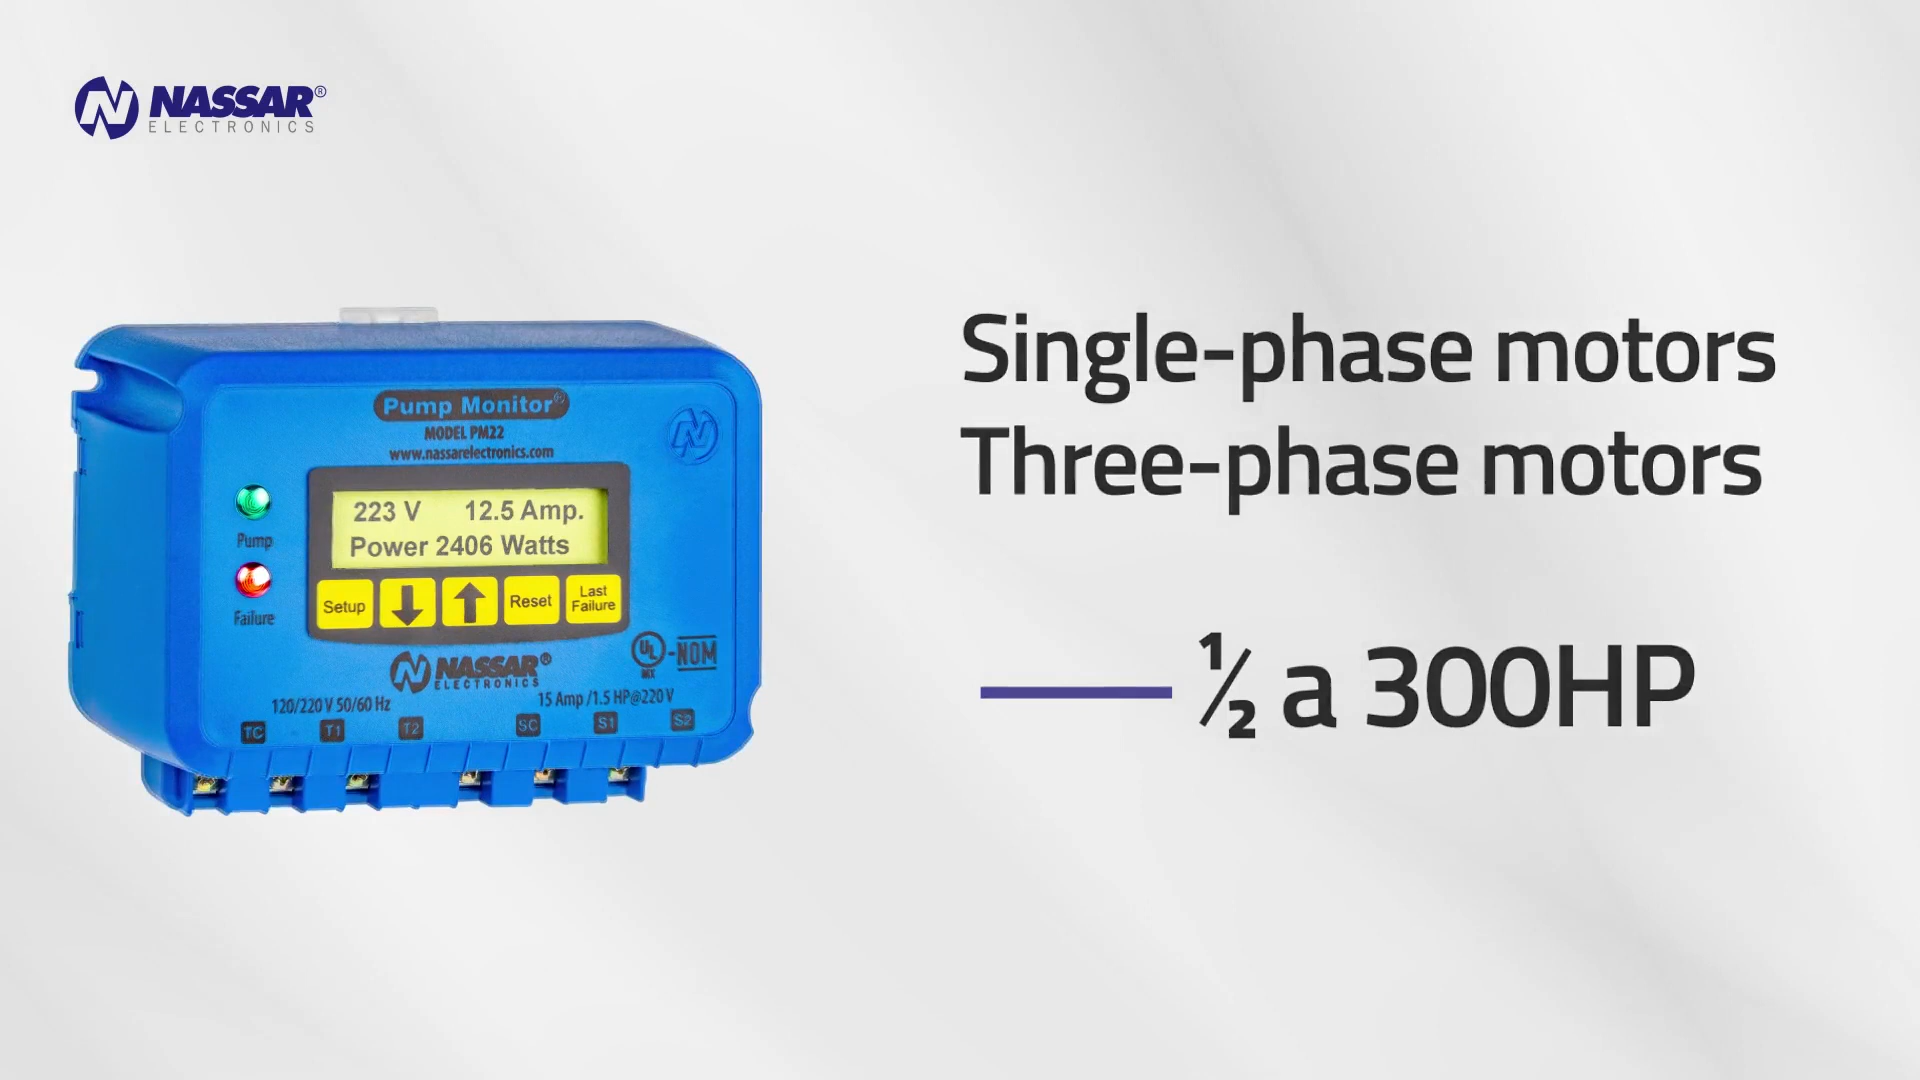 NASSAR®
ELECTRONICS
Single-phase motors
Three-phase motors
½ a 300HP
Pump Monitor®
MODEL PM22
www.nassarelectronics.com
223 V 12.5 Amp.
Power 2406 Watts
Pump
Failure
Setup
Reset
Last
Failure
UL
MX
-NOM
NASSAR®
ELECTRONICS
120/220 V 50/60 Hz
15 Amp /1.5 HP@220 V
TC T1 T2 SC S1 S2